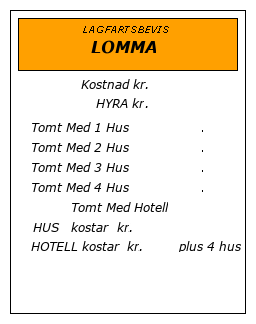 LAGFARTSBEVIS
LOMMA
Kostnad kr.
HYRA kr.
Tomt Med 1 Hus .
Tomt Med 2 Hus .
Tomt Med 3 Hus .
Tomt Med 4 Hus .
Tomt Med Hotell
HUS kostar kr.
HOTELL kostar kr. plus 4 hus